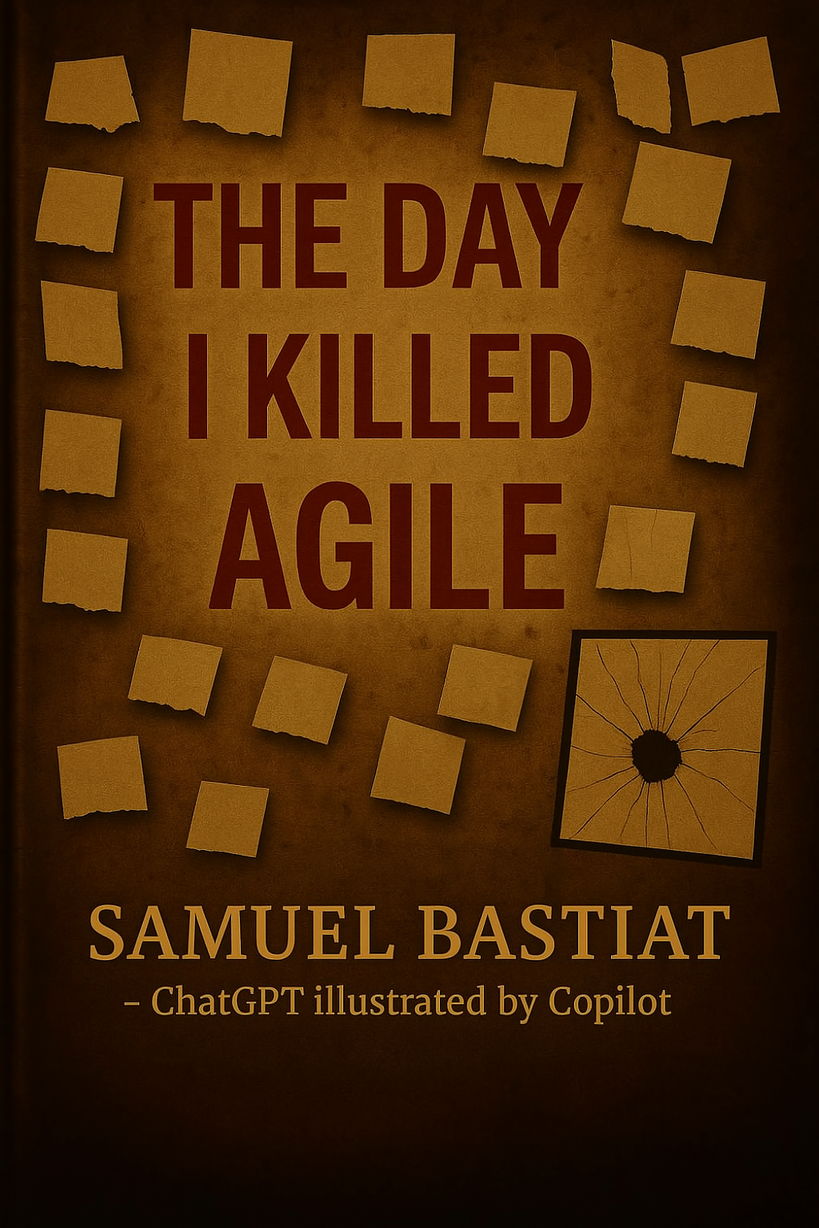 THE DAY
I KILLED
AGILE
SAMUEL BASTIAT
– ChatGPT illustrated by Copilot